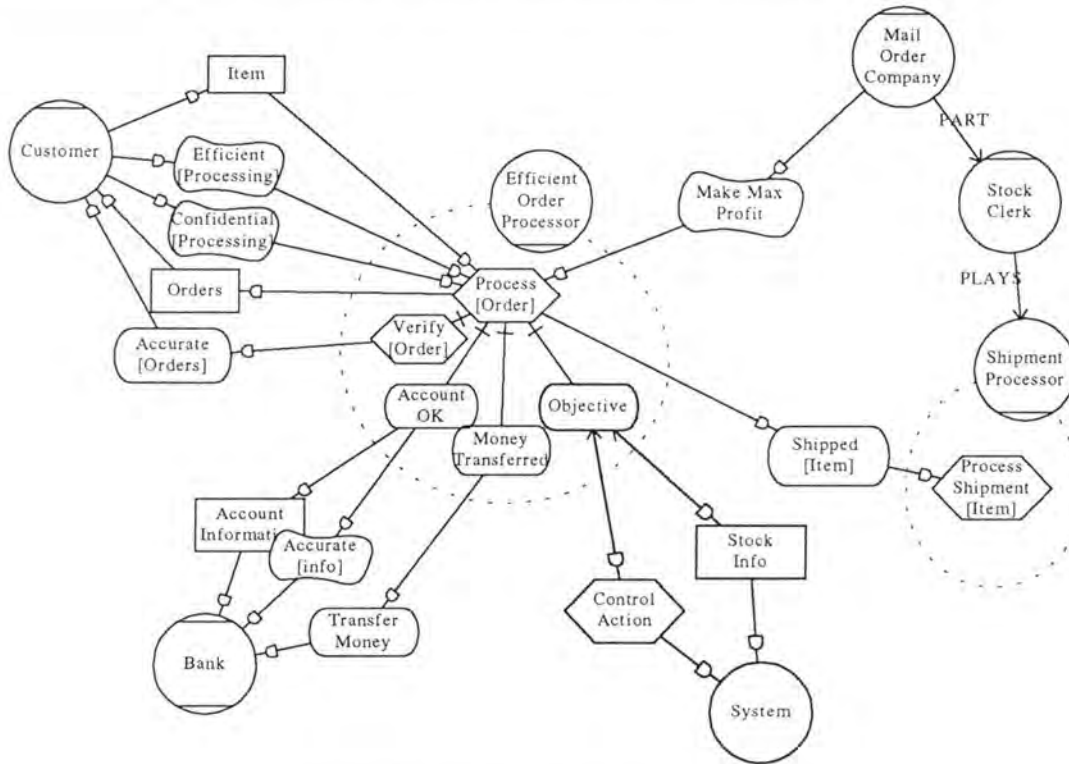 Mail
Order
Company
Item
PART
Customer
Efficient
[Processing]
Efficient
Order
Processor
Make Max
Profit
Stock
Clerk
Confidential
[Processing]
Process
[Order]
PLAYS
Orders
Verify
[Order]
Accurate
[Orders]
Shipment
Processor
Account
OK
Objective
Money
Transferred
Shipped
[Item]
Process
Shipment
[Item]
Account
Information
Accurate
[info]
Stock
Info
Control
Action
Transfer
Money
Bank
System